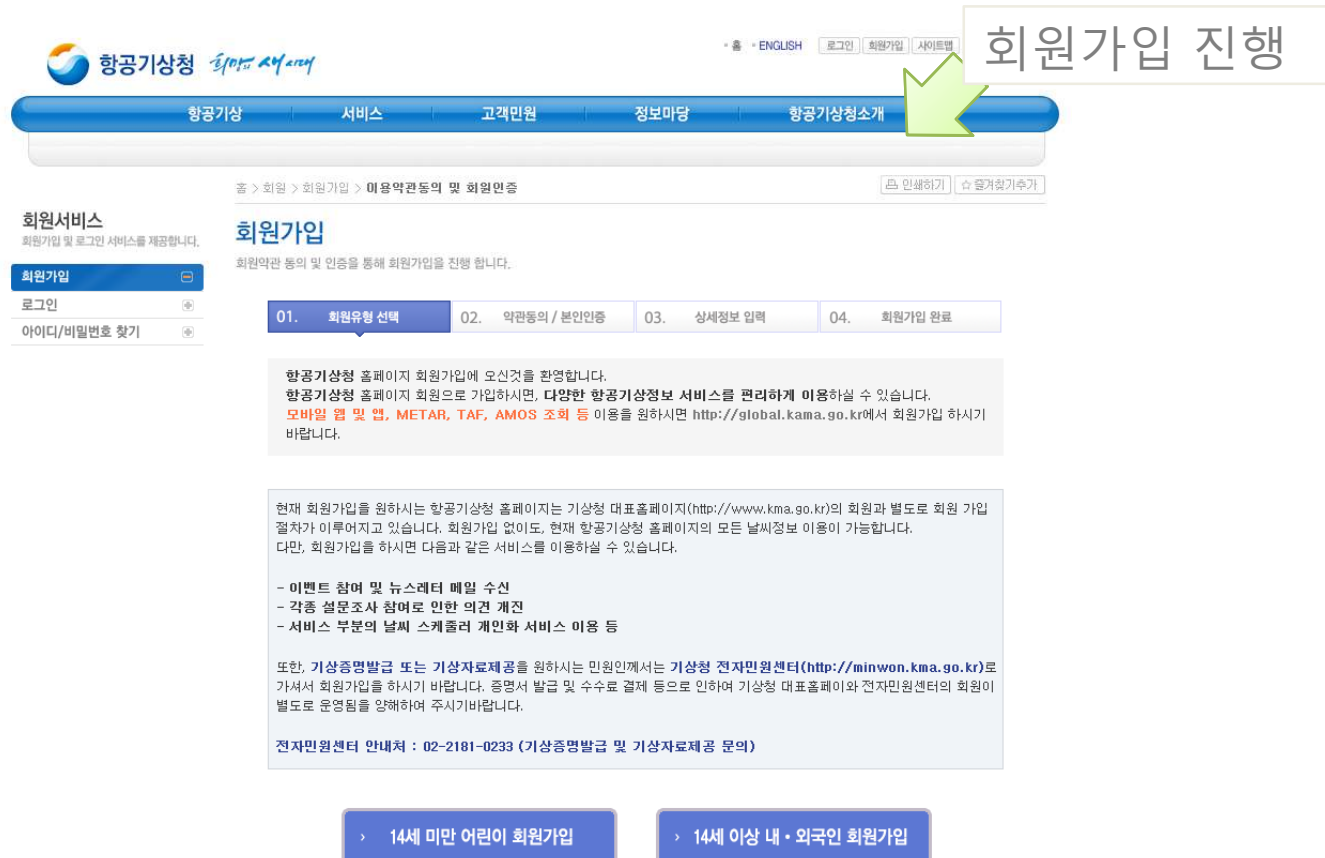 회원가입 진행
홈 ENGLISH 로그인 회원가입 사이트맵
항공기상청 희망의 새시대
항공기상 서비스 고객민원 정보마당 항공기상청소개
홈 > 회원 > 회원가입 > 이용약관동의 및 회원인증
인쇄하기 즐겨찾기추가
회원서비스
회원가입 및 로그인 서비스를 제공합니다.
회원가입
로그인
아이디/비밀번호 찾기
회원가입
회원약관 동의 및 인증을 통해 회원가입을 진행 합니다.
01. 회원유형 선택 02. 약관동의 / 본인인증 03. 상세정보 입력 04. 회원가입 완료
항공기상청 홈페이지 회원가입에 오신것을 환영합니다.
항공기상청 홈페이지 회원으로 가입하시면, 다양한 항공기상정보 서비스를 편리하게 이용하실 수 있습니다.
모바일 웹 및 앱, METAR, TAF, AMOS 조회 등 이용을 원하시면 http://global.kama.go.kr에서 회원가입 하시기
바랍니다.
현재 회원가입을 원하시는 항공기상청 홈페이지는 기상청 대표홈페이지(http://www.kma.go.kr)의 회원과 별도로 회원 가입
절차가 이루어지고 있습니다. 회원가입 없이도, 현재 항공기상청 홈페이지의 모든 날씨정보 이용이 가능합니다.
다만, 회원가입을 하시면 다음과 같은 서비스를 이용하실 수 있습니다.
- 이벤트 참여 및 뉴스레터 메일 수신
- 각종 설문조사 참여로 인한 의견 개진
- 서비스 부분의 날씨 스케줄러 개인화 서비스 이용 등
또한, 기상증명발급 또는 기상자료제공을 원하시는 민원인께서는 기상청 전자민원센터(http://minwon.kma.go.kr)로
가셔서 회원가입을 하시기 바랍니다. 증명서 발급 및 수수료 결제 등으로 인하여 기상청 대표홈페이와 전자민원센터의 회원이
별도로 운영됨을 양해하여 주시기바랍니다.
전자민원센터 안내처 : 02-2181-0233 (기상증명발급 및 기상자료제공 문의)
14세 미만 어린이 회원가입 14세 이상 내・외국인 회원가입